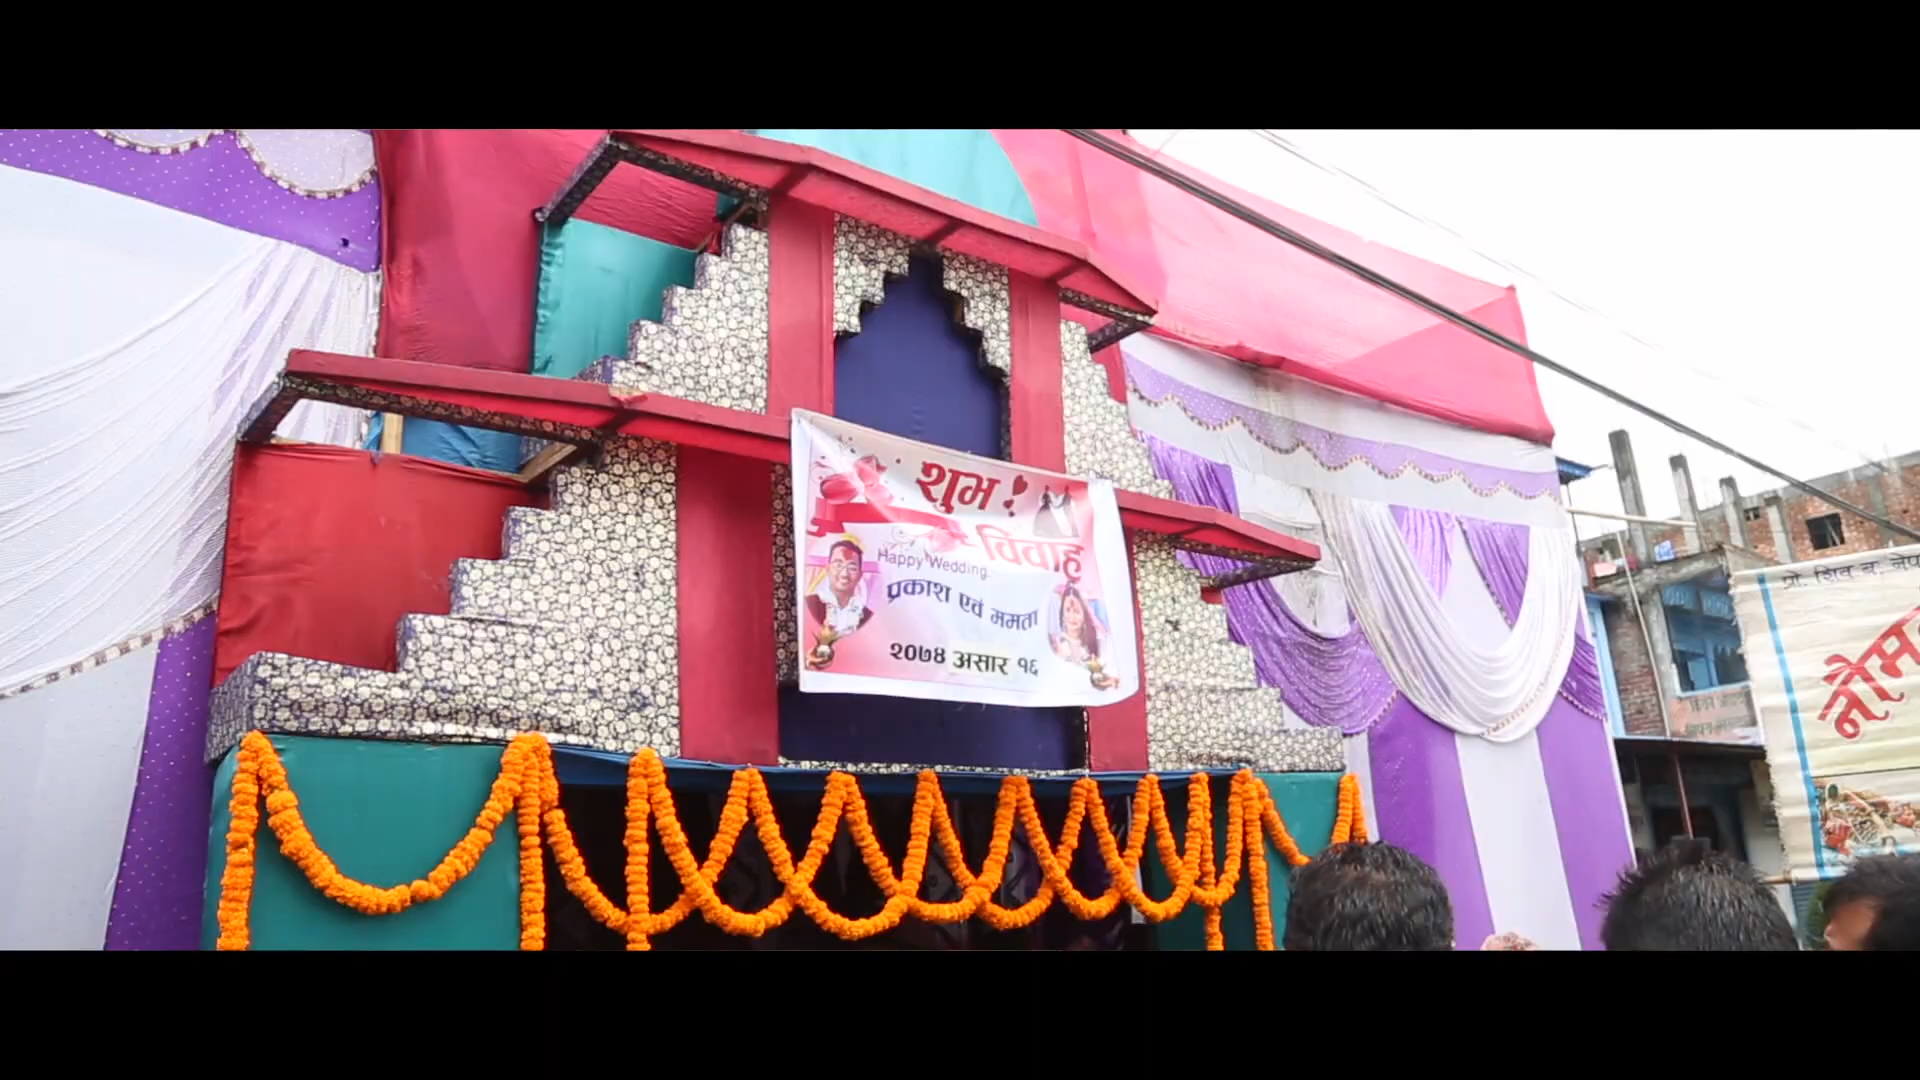 शुभ !
विवाह
Happy Wedding
प्रकाश एवं ममता
२०७४ असार १६
प्रो. शिव च. नेप
नौम